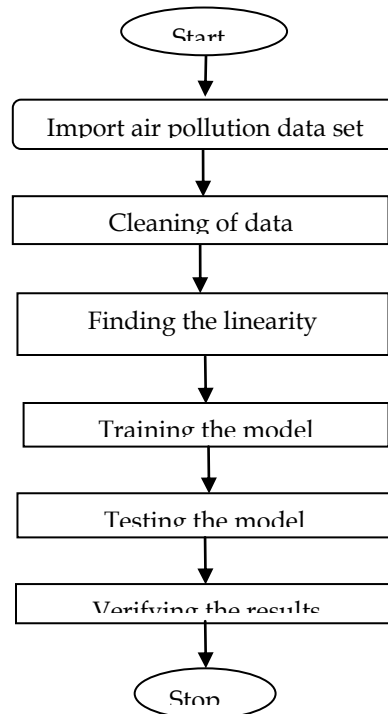 Start
Import air pollution data set
Cleaning of data
Finding the linearity
Training the model
Testing the model
Verifying the results
Stop